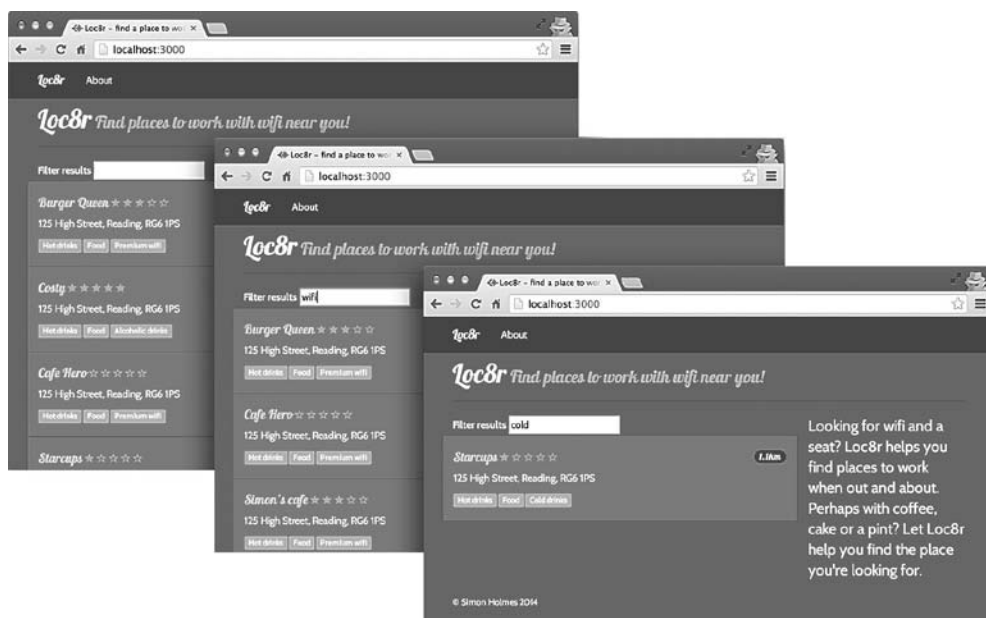 Loc8r - find a place to wo
localhost:3000
Loc8r About
Loc8r Find places to work with wifi near you!
Filter results
Burger Queen ★★★☆☆
125 High Street, Reading, RG6 1PS
Hot drinks Food Premium wifi
Costy ★★★★★
125 High Street, Reading, RG6 1PS
Hot drinks Food Alcoholic drinks
Cafe Hero ☆☆☆☆☆
125 High Street, Reading, RG6 1PS
Hot drinks Food Premium wifi
Starcups
Loc8r - find a place to wo
localhost:3000
Loc8r About
Loc8r Find places to work with wifi near you!
Filter results wifi
Burger Queen ★★★☆☆
125 High Street, Reading, RG6 1PS
Hot drinks Food Premium wifi
Cafe Hero ☆☆☆☆☆
125 High Street, Reading, RG6 1PS
Hot drinks Food Premium wifi
Simon's cafe
125 High Street, Reading, RG6 1PS
Hot drinks Food Premium wifi
Loc8r - find a place to wor
localhost:3000
Loc8r About
Loc8r Find places to work with wifi near you!
Filter results cold
Starcups
1.1km
125 High Street, Reading, RG6 1PS
Hot drinks Food Cold drinks
Looking for wifi and a
seat? Loc8r helps you
find places to work
when out and about.
Perhaps with coffee,
cake or a pint? Let Loc8r
help you find the place
you're looking for.
© Simon Holmes 2014